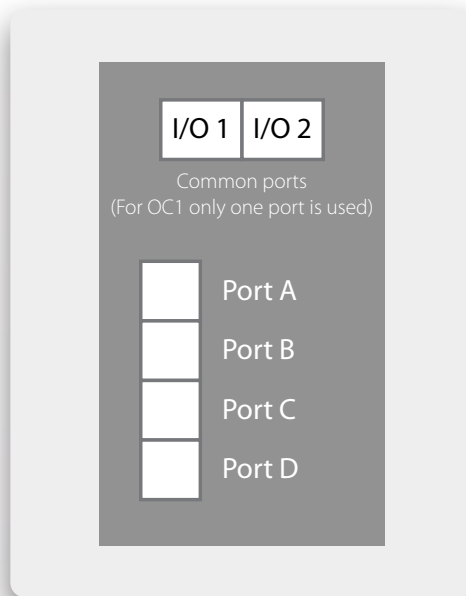 I/O 1 I/O 2
Common ports
(For OC1 only one port is used)
Port A
Port B
Port C
Port D